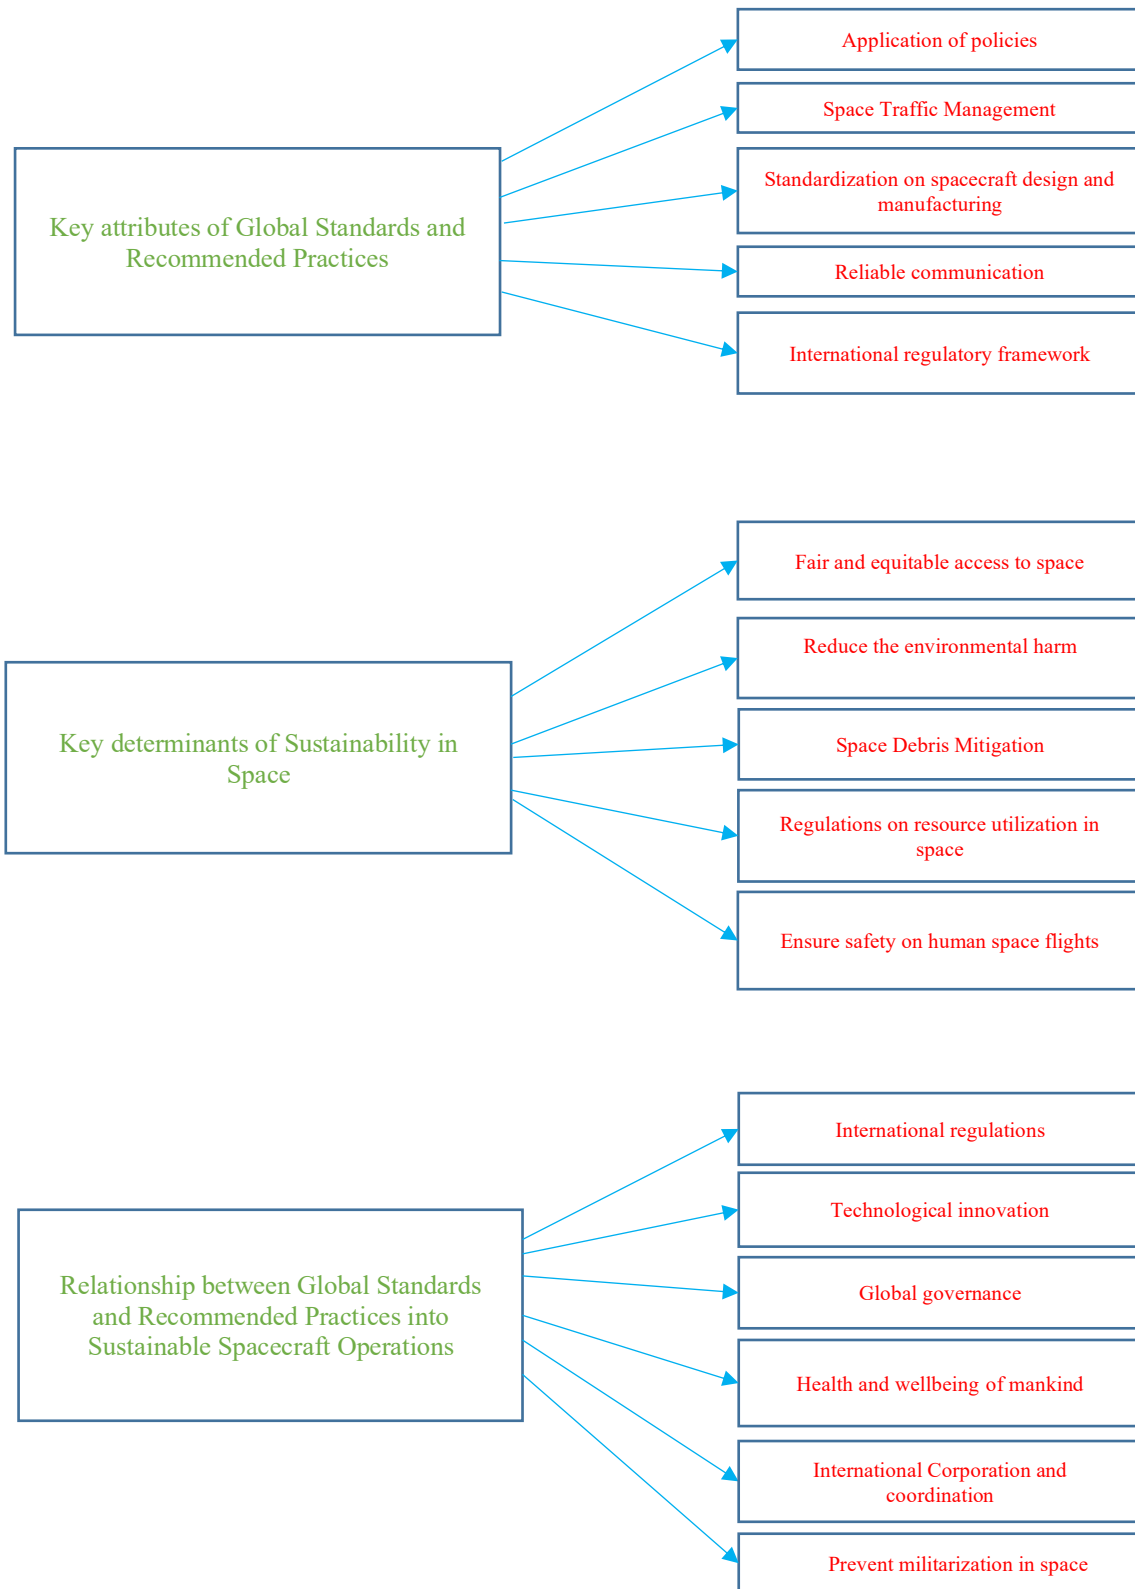 Key attributes of Global Standards and
Recommended Practices
Application of policies
Space Traffic Management
Standardization on spacecraft design and
manufacturing
Reliable communication
International regulatory framework
Key determinants of Sustainability in
Space
Fair and equitable access to space
Reduce the environmental harm
Space Debris Mitigation
Regulations on resource utilization in
space
Ensure safety on human space flights
Relationship between Global Standards
and Recommended Practices into
Sustainable Spacecraft Operations
International regulations
Technological innovation
Global governance
Health and wellbeing of mankind
International Corporation and
coordination
Prevent militarization in space